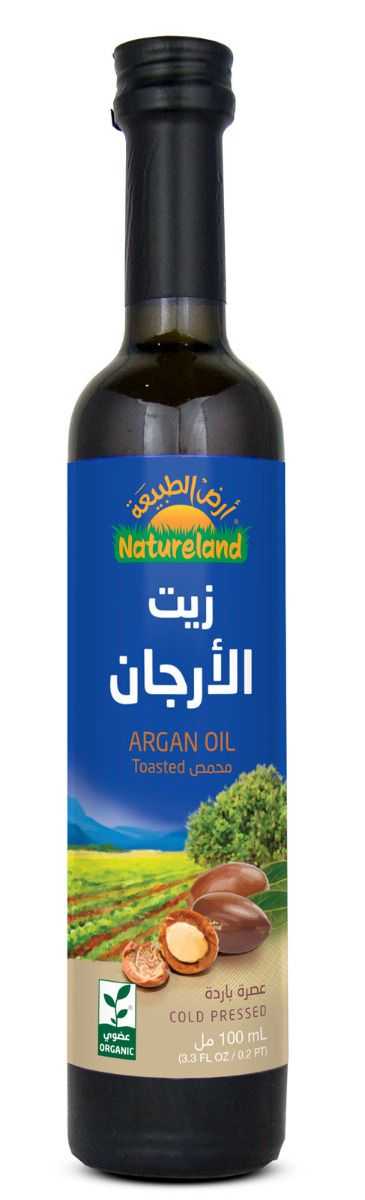 أرض الطبيعة
Natureland
زيت
الأرجان
ARGAN OIL
Toasted محمص
عصرة باردة
COLD PRESSED
100 mL مل
(3.3 FL OZ / 0.2 PT)
عضوي
ORGANIC